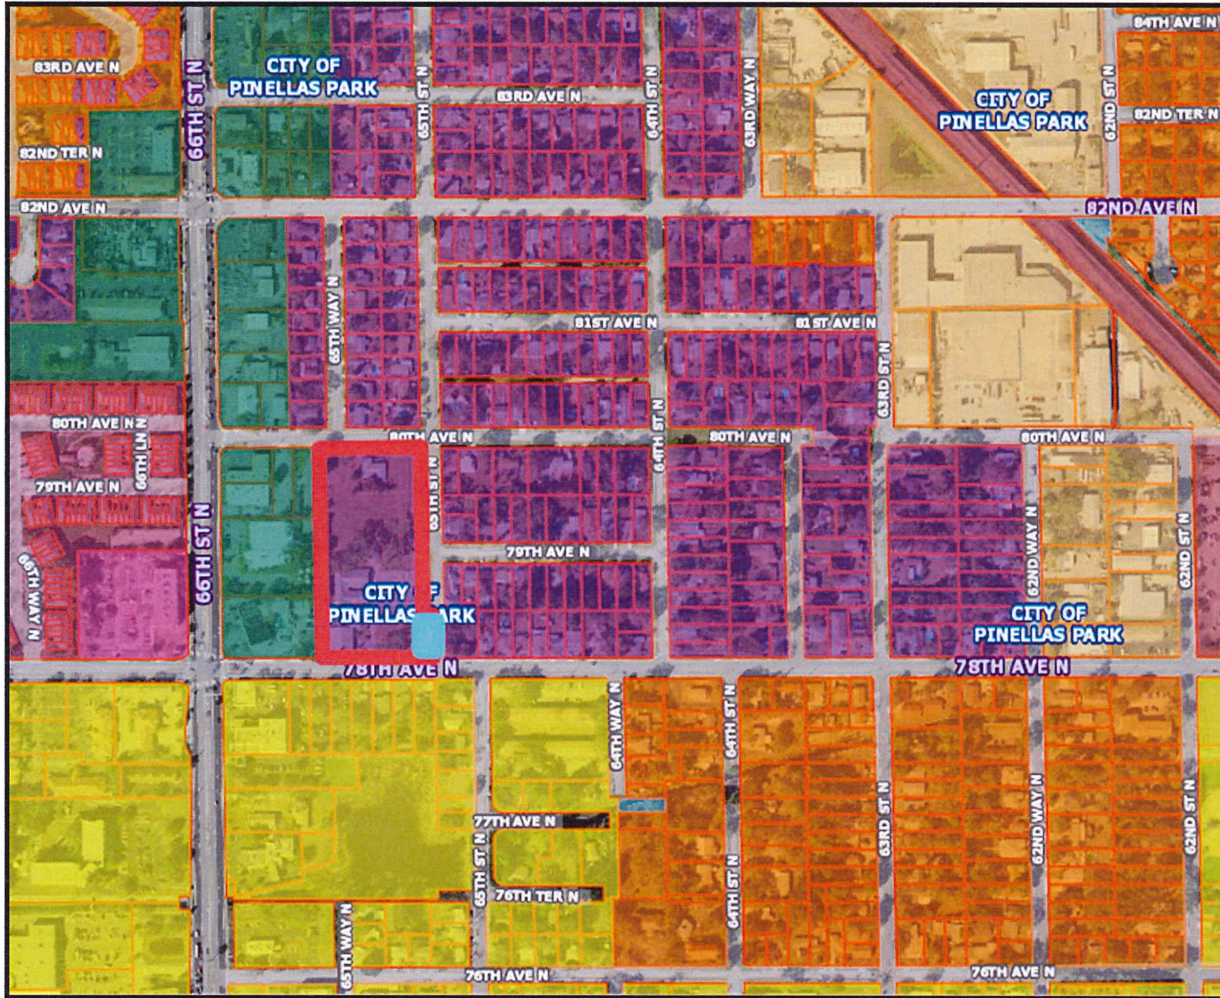 84TH AVE N
83RD AVE N
66TH ST N
CITY OF
PINELLAS PARK
65TH ST N
83RD AVE N
64TH ST N
63RD WAY N
CITY OF
PINELLAS PARK
62ND ST N
82ND TER N
82ND TER N
82ND AVE N
82ND AVE N
65TH WAY N
81ST AVE N
81ST AVE N
63RD ST N
64TH ST N
80TH AVE N
66TH LN N
80TH AVE N
80TH AVE N
80TH AVE N
79TH AVE N
65TH ST N
66TH ST N
79TH AVE N
62ND WAY N
62ND ST N
66TH WAY N
CITY OF
PINELLAS PARK
CITY OF
PINELLAS PARK
78TH AVE N
78TH AVE N
64TH WAY N
64TH ST N
77TH AVE N
65TH ST N
63RD ST N
62ND WAY N
62ND ST N
76TH TER N
64TH ST N
65TH WAY N
76TH AVE N
76TH AVE N